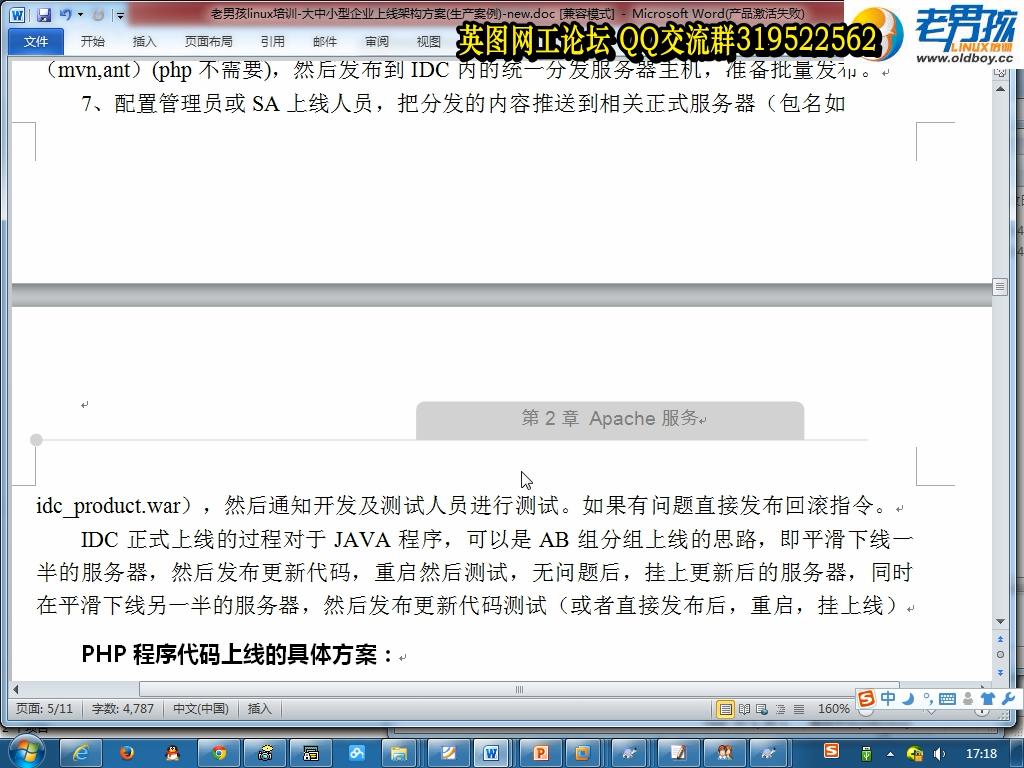 老男孩linux培训-大中小型企业上线架构方案(生产案例)-new.doc [兼容模式] - Microsoft Word(产品激活失败)
老男孩
LINUX培训
www.oldboy.cc
文件 开始 插入 页面布局 引用 邮件 审阅 视图
英图网工论坛 QQ交流群319522562
（mvn,ant）(php 不需要)，然后发布到 IDC 内的统一分发服务器主机，准备批量发布。
7、配置管理员或 SA 上线人员，把分发的内容推送到相关正式服务器（包名如
第 2 章 Apache 服务
idc_product.war），然后通知开发及测试人员进行测试。如果有问题直接发布回滚指令。
IDC 正式上线的过程对于 JAVA 程序，可以是 AB 组分组上线的思路，即平滑下线一
半的服务器，然后发布更新代码，重启然后测试，无问题后，挂上更新后的服务器，同时
在平滑下线另一半的服务器，然后发布更新代码测试（或者直接发布后，重启，挂上线）
PHP 程序代码上线的具体方案：
页面: 5/11 字数: 4,787 中文(中国) 插入 160%
中
17:18